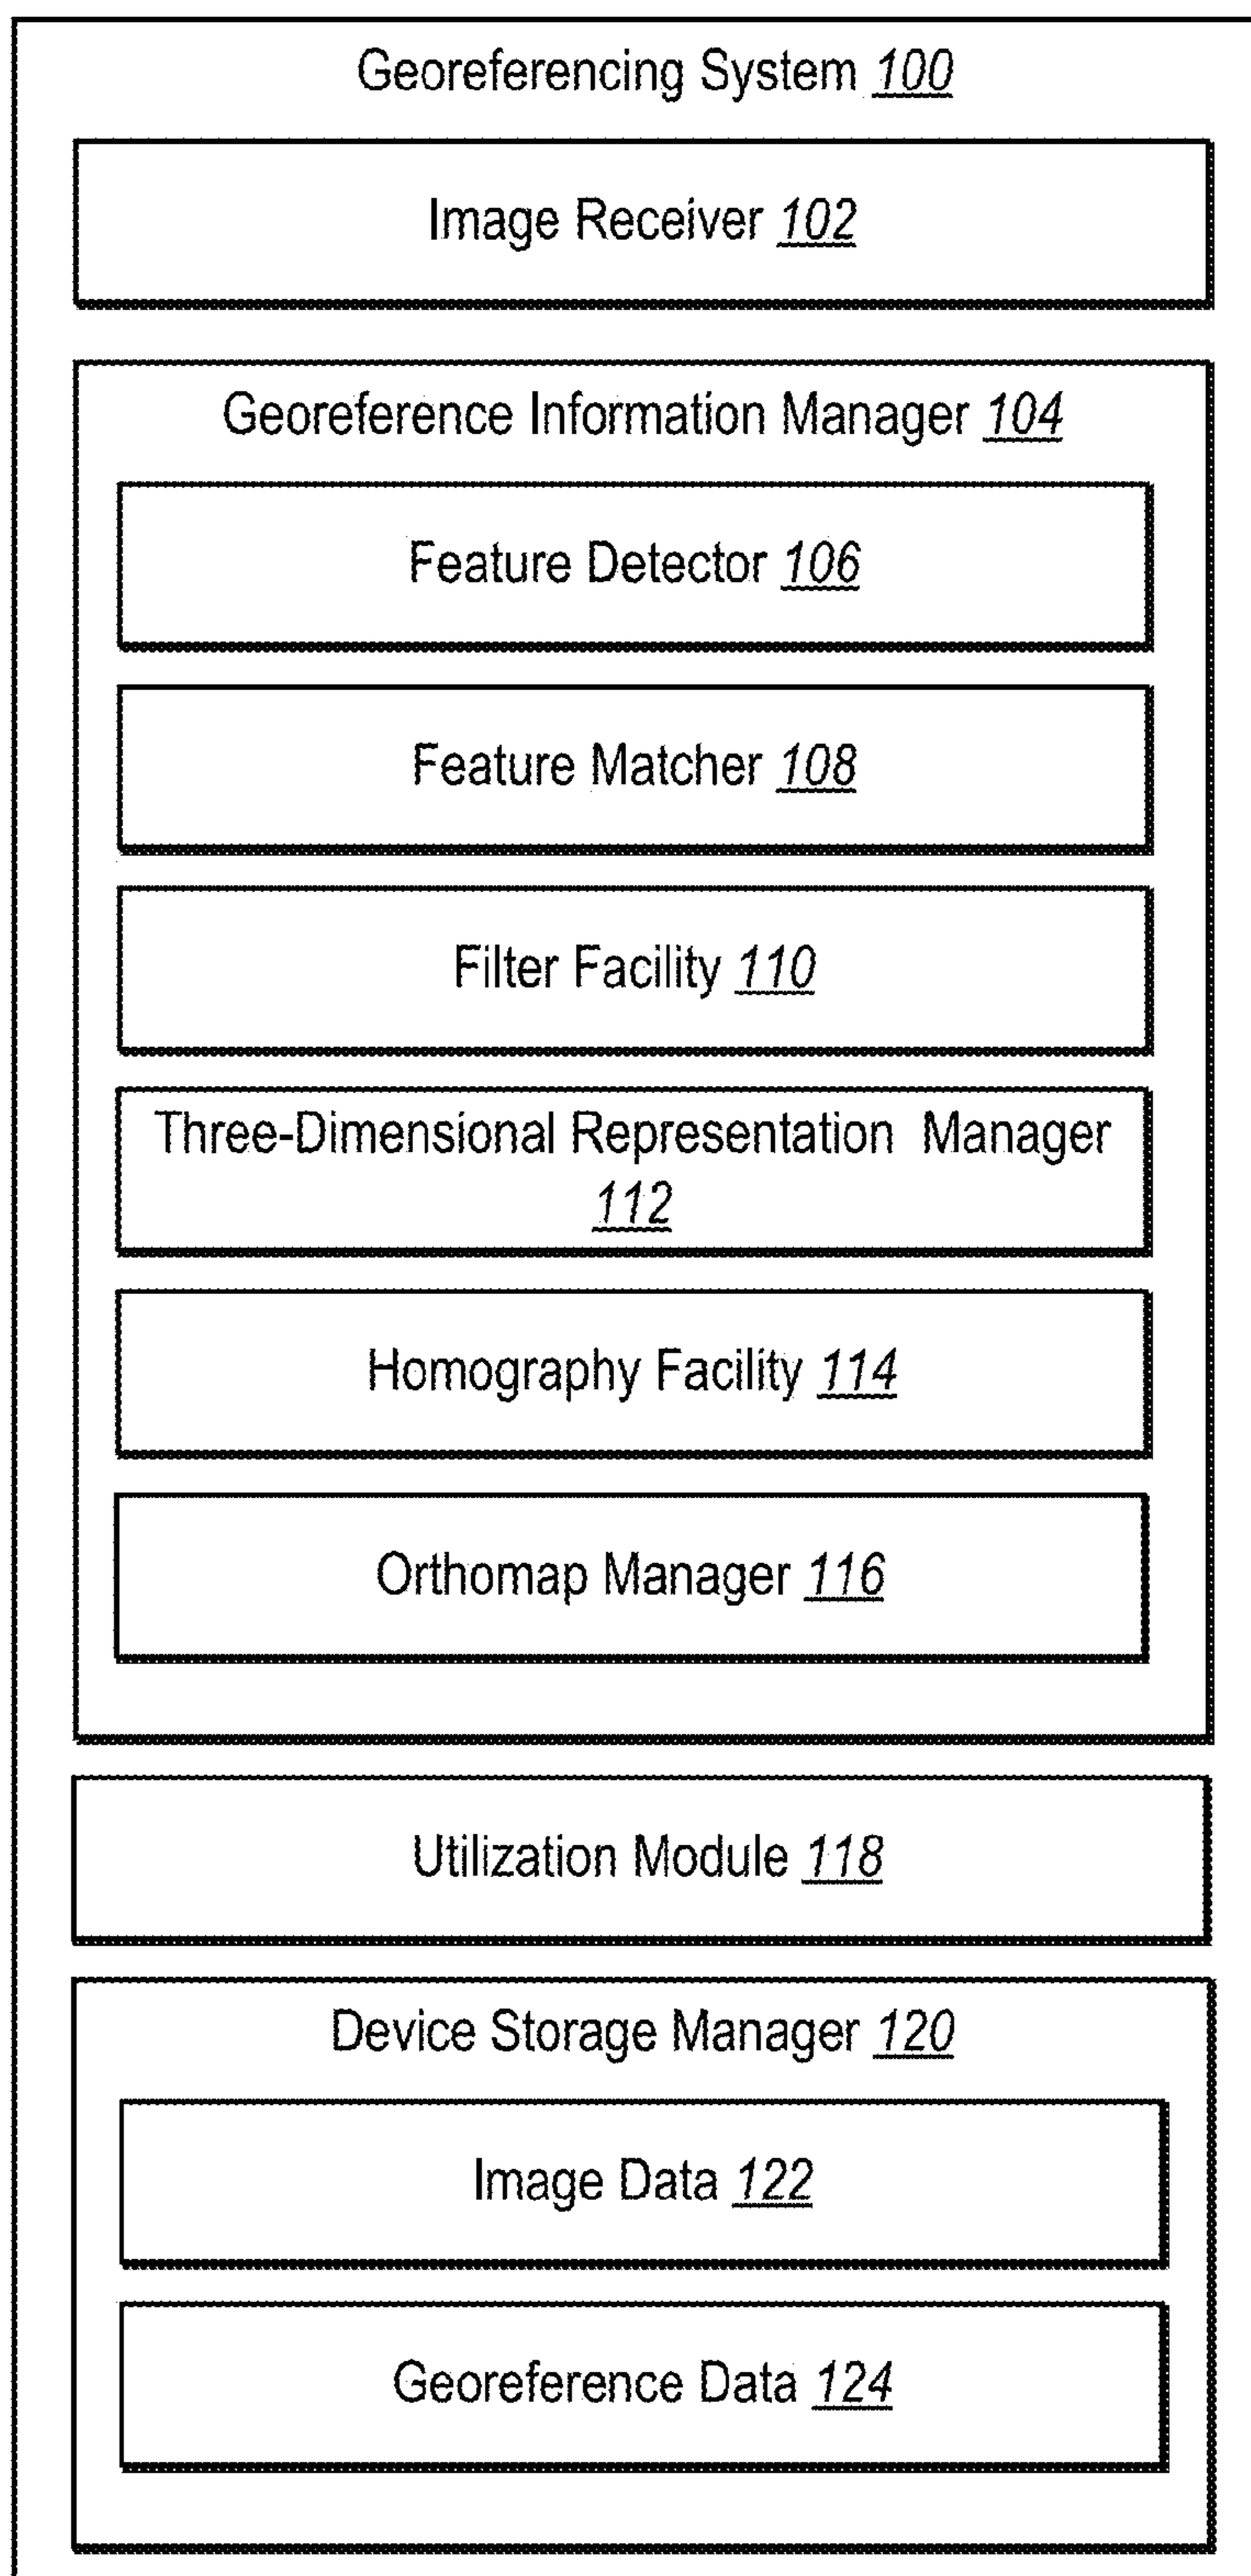 Georeferencing System 100
Image Receiver 102
Georeference Information Manager 104
Feature Detector 106
Feature Matcher 108
Filter Facility 110
Three-Dimensional Representation Manager
112
Homography Facility 114
Orthomap Manager 116
Utilization Module 118
Device Storage Manager 120
Image Data 122
Georeference Data 124